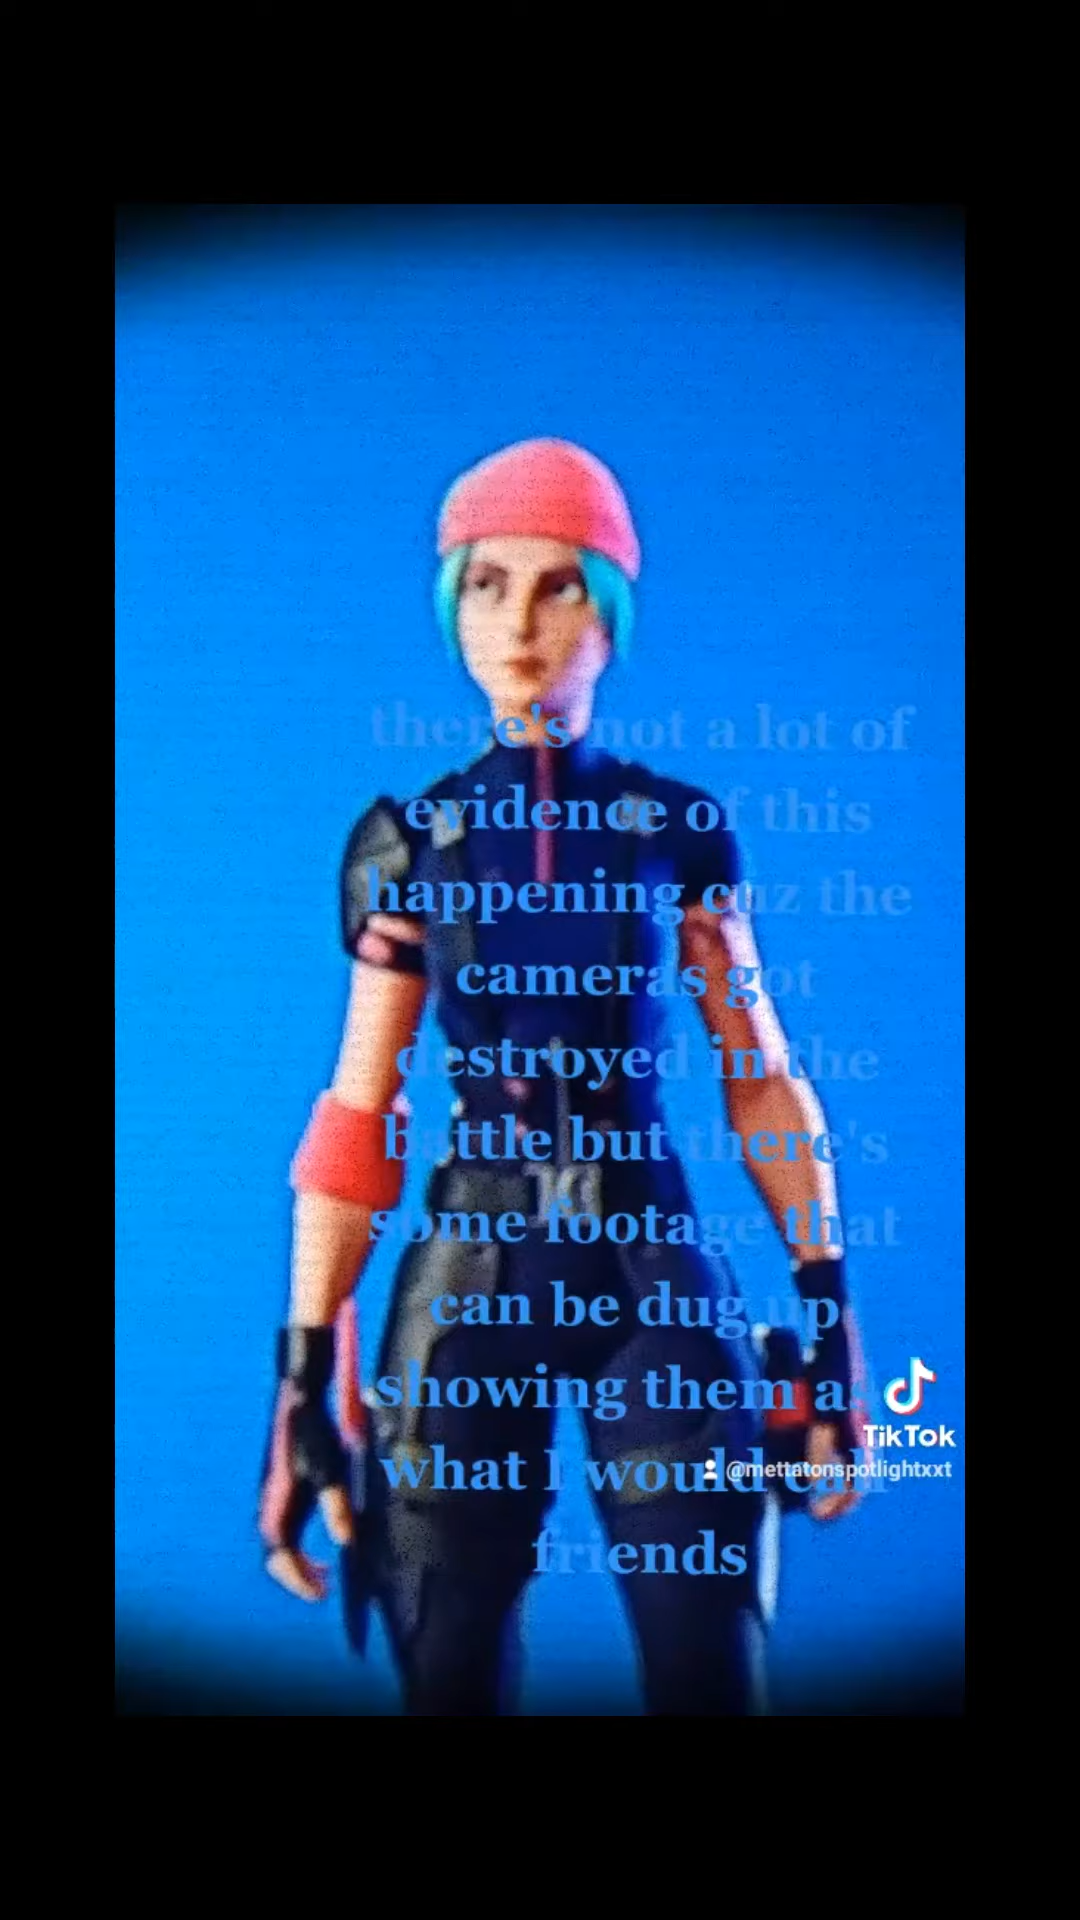 there's not a lot of
evidence of this
happening cuz the
cameras got
destroyed in the
battle but there's
some footage that
can be dug up
showing them as
what I would call
friends
TikTok
@mettatonspotlightxxt